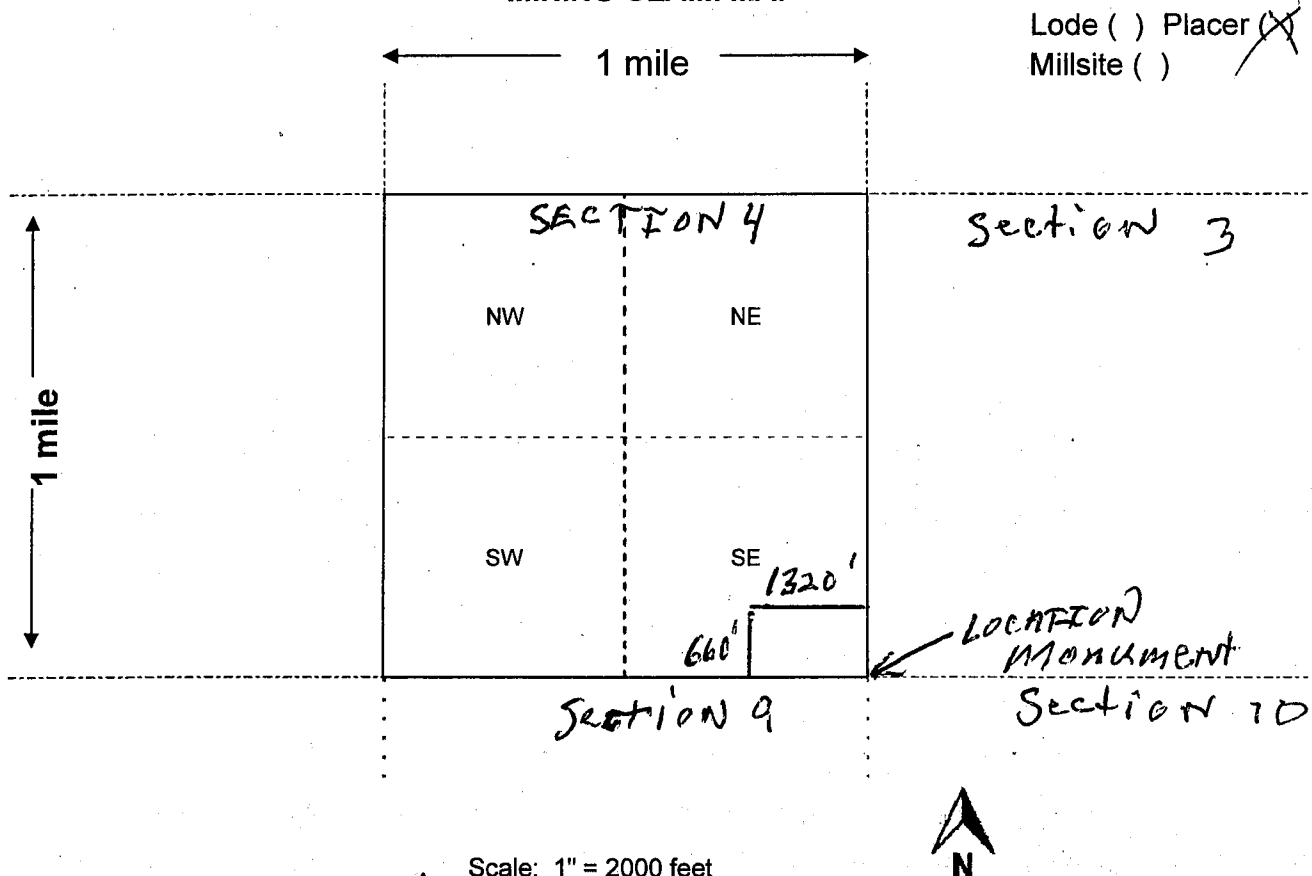 Lode ( ) Placer (X)
Millsite ( )
1 mile
SECTION 4
Section 3
NW
NE
1 mile
SW
SE
1320'
660'
LOCATION
Monument
Section 9
Section 10
Scale: 1" = 2000 feet
N